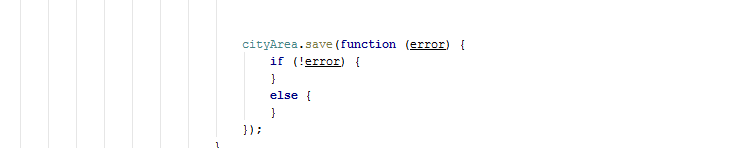 cityArea.save(function (error) {
if (!error) {
}
else {
}
});
}